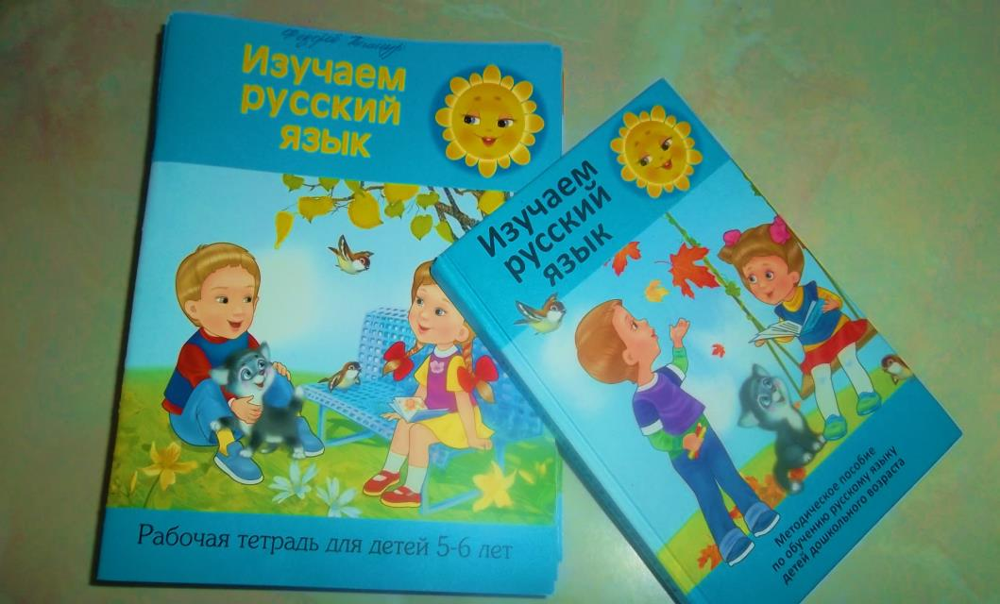 Изучаем
русский
язык
Рабочая тетрадь для детей 5-6 лет
Изучаем
русский
язык
Методическое пособие
по обучению русскому языку
детей дошкольного возраста